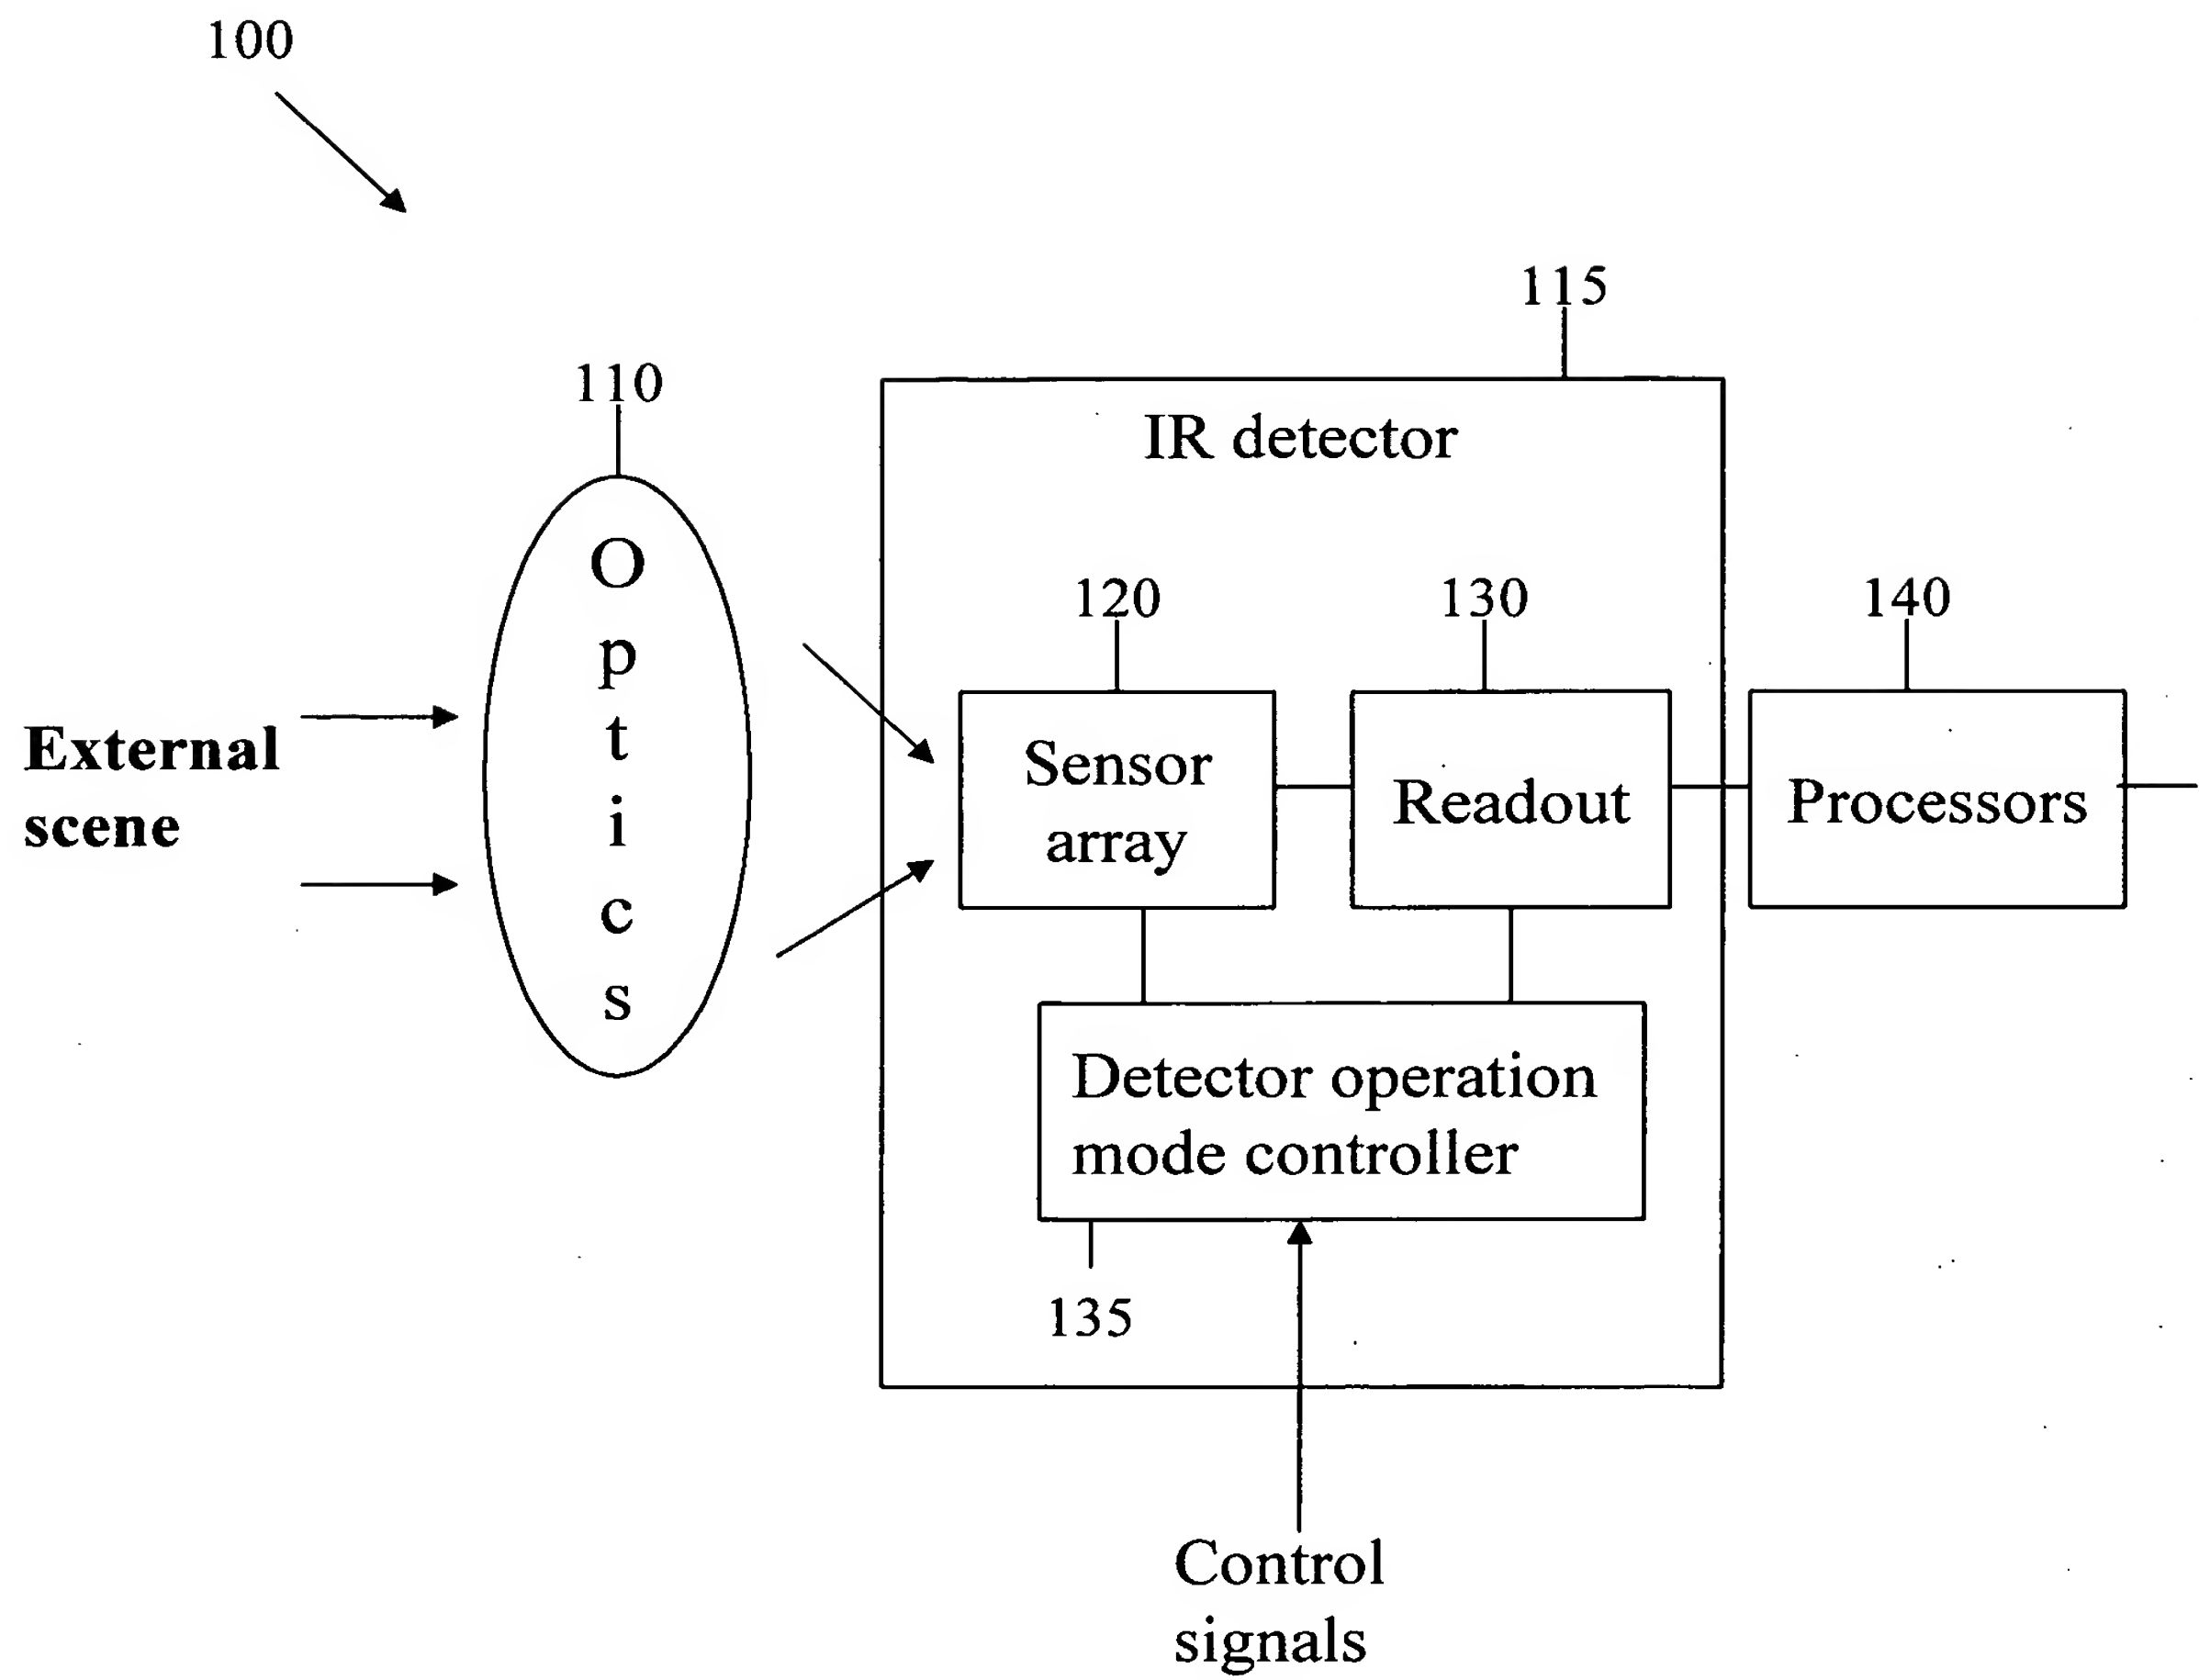 100
115
110
IR detector
Optics
120
130
140
External
scene
Sensor
array
Readout
Processors
Detector operation
mode controller
135
Control
signals